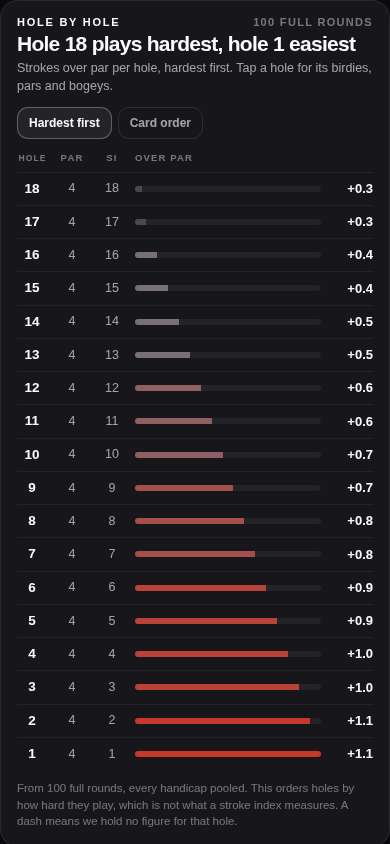 HOLE BY HOLE 100 FULL ROUNDS
Hole 18 plays hardest, hole 1 easiest
Strokes over par per hole, hardest first. Tap a hole for its birdies,
pars and bogeys.
Hardest first Card order
HOLE PAR SI OVER PAR
18 4 18 +0.3
17 4 17 +0.3
16 4 16 +0.4
15 4 15 +0.4
14 4 14 +0.5
13 4 13 +0.5
12 4 12 +0.6
11 4 11 +0.6
10 4 10 +0.7
9 4 9 +0.7
8 4 8 +0.8
7 4 7 +0.8
6 4 6 +0.9
5 4 5 +0.9
4 4 4 +1.0
3 4 3 +1.0
2 4 2 +1.1
1 4 1 +1.1
From 100 full rounds, every handicap pooled. This orders holes by
how hard they play, which is not what a stroke index measures. A
dash means we hold no figure for that hole.